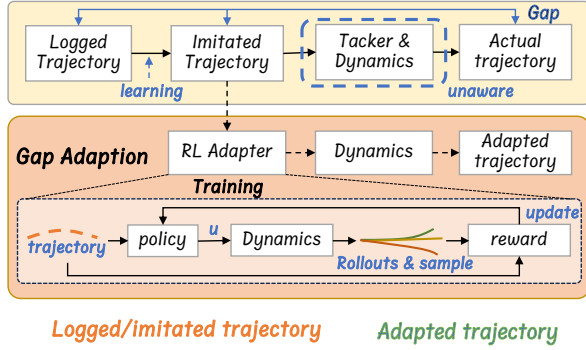 Gap
Logged
Trajectory
Imitated
Trajectory
Tacker &
Dynamics
Actual
trajectory
learning
unaware
Gap Adaption
RL Adapter
Dynamics
Adapted
trajectory
Training
trajectory
policy
u
Dynamics
Rollouts & sample
reward
update
Logged/imitated trajectory
Adapted trajectory